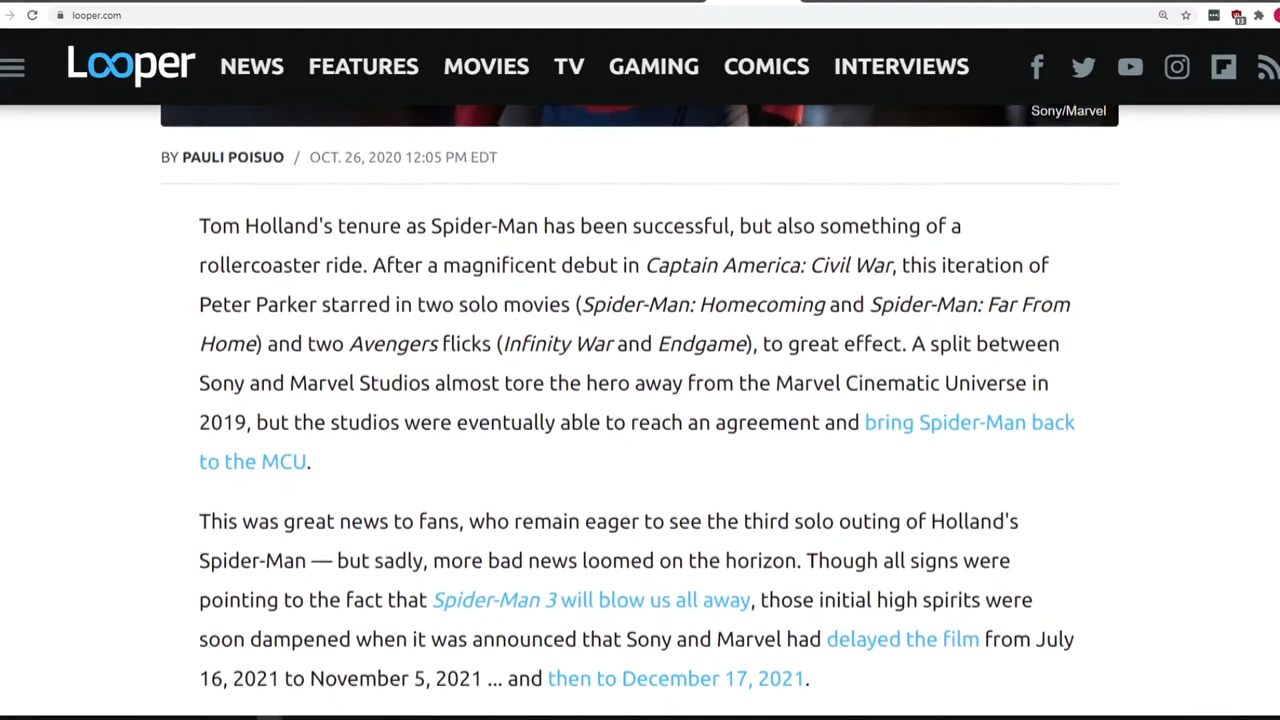 looper.com
13
Looper NEWS FEATURES MOVIES TV GAMING COMICS INTERVIEWS
Sony/Marvel
BY PAULI POISUO / OCT. 26, 2020 12:05 PM EDT
Tom Holland's tenure as Spider-Man has been successful, but also something of a
rollercoaster ride. After a magnificent debut in Captain America: Civil War, this iteration of
Peter Parker starred in two solo movies (Spider-Man: Homecoming and Spider-Man: Far From
Home) and two Avengers flicks (Infinity War and Endgame), to great effect. A split between
Sony and Marvel Studios almost tore the hero away from the Marvel Cinematic Universe in
2019, but the studios were eventually able to reach an agreement and bring Spider-Man back
to the MCU.
This was great news to fans, who remain eager to see the third solo outing of Holland's
Spider-Man — but sadly, more bad news loomed on the horizon. Though all signs were
pointing to the fact that Spider-Man 3 will blow us all away, those initial high spirits were
soon dampened when it was announced that Sony and Marvel had delayed the film from July
16, 2021 to November 5, 2021 ... and then to December 17, 2021.